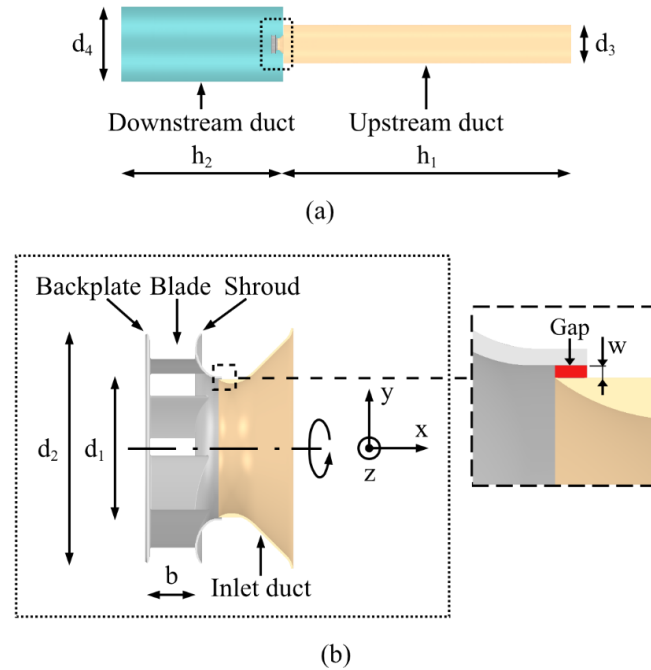 d₄
d₃
Downstream duct
Upstream duct
h₂
h₁
(a)
Backplate Blade Shroud
Gap
w
y
d₂
d₁
x
z
b
Inlet duct
(b)